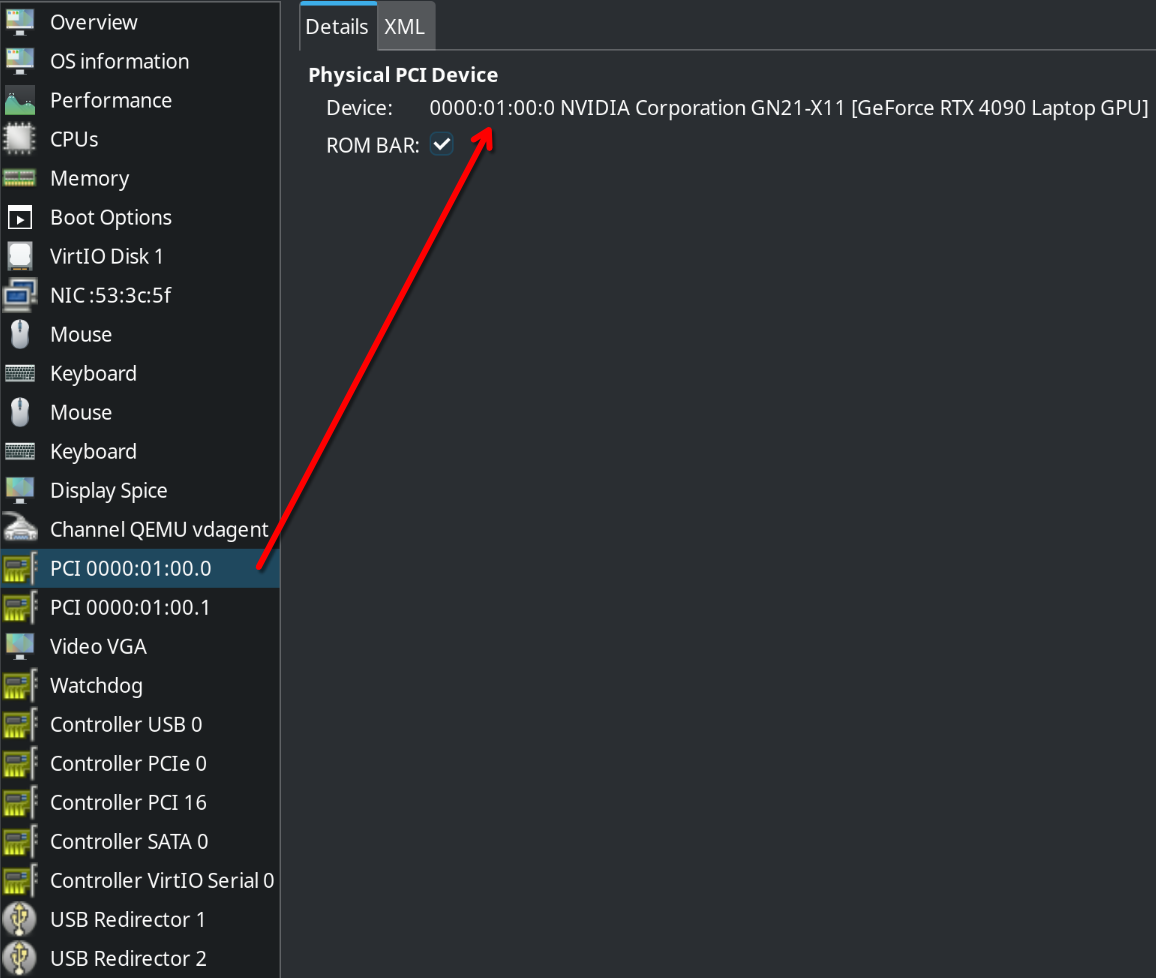 Overview
OS information
Performance
CPUs
Memory
Boot Options
VirtIO Disk 1
NIC :53:3c:5f
Mouse
Keyboard
Mouse
Keyboard
Display Spice
Channel QEMU vdagent
PCI 0000:01:00.0
PCI 0000:01:00.1
Video VGA
Watchdog
Controller USB 0
Controller PCIe 0
Controller PCI 16
Controller SATA 0
Controller VirtIO Serial 0
USB Redirector 1
USB Redirector 2
Details XML
Physical PCI Device
Device: 0000:01:00:0 NVIDIA Corporation GN21-X11 [GeForce RTX 4090 Laptop GPU]
ROM BAR: